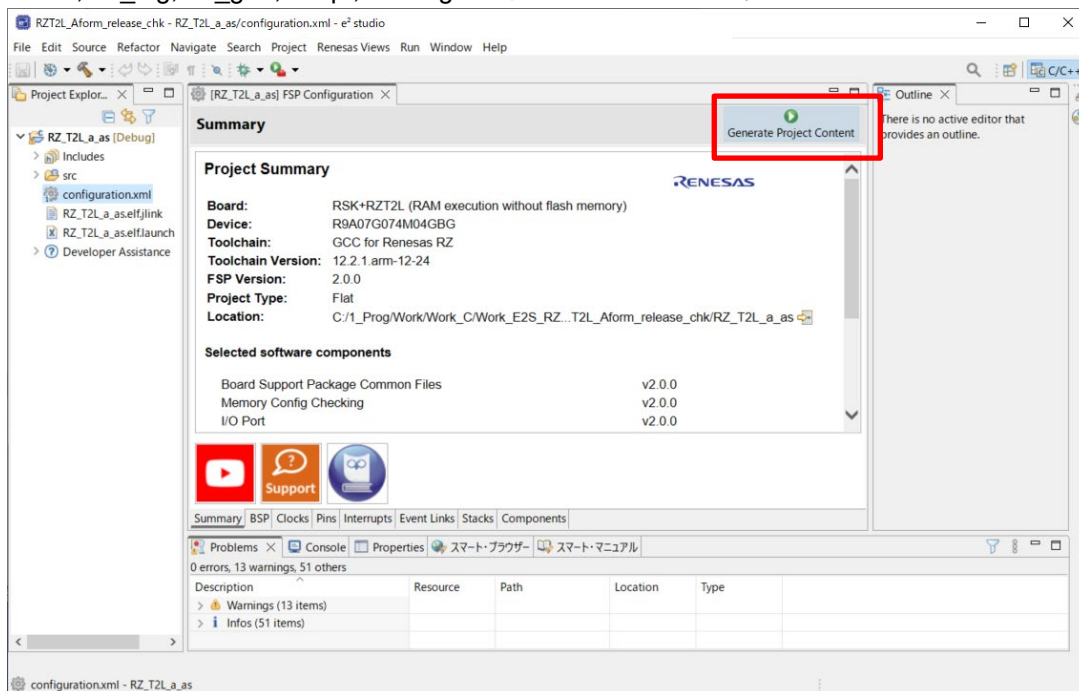 RZT2L_Aform_release_chk - RZ_T2L_a_as/configuration.xml - e² studio
File Edit Source Refactor Navigate Search Project Renesas Views Run Window Help
C/C++
Project Explor...
[RZ_T2L_a_as] FSP Configuration
Outline
RZ_T2L_a_as [Debug]
Includes
src
configuration.xml
RZ_T2L_a_as.elf.jlink
RZ_T2L_a_as.elf.launch
Developer Assistance
Summary
Generate Project Content
There is no active editor that
provides an outline.
Project Summary
RENESAS
Board: RSK+RZT2L (RAM execution without flash memory)
Device: R9A07G074M04GBG
Toolchain: GCC for Renesas RZ
Toolchain Version: 12.2.1.arm-12-24
FSP Version: 2.0.0
Project Type: Flat
Location: C:/1_Prog/Work/Work_C/Work_E2S_RZ...T2L_Aform_release_chk/RZ_T2L_a_as
Selected software components
Board Support Package Common Files v2.0.0
Memory Config Checking v2.0.0
I/O Port v2.0.0
Support
Summary BSP Clocks Pins Interrupts Event Links Stacks Components
Problems Console Properties スマート・ブラウザー スマート・マニュアル
0 errors, 13 warnings, 51 others
Description Resource Path Location Type
Warnings (13 items)
Infos (51 items)
configuration.xml - RZ_T2L_a_as